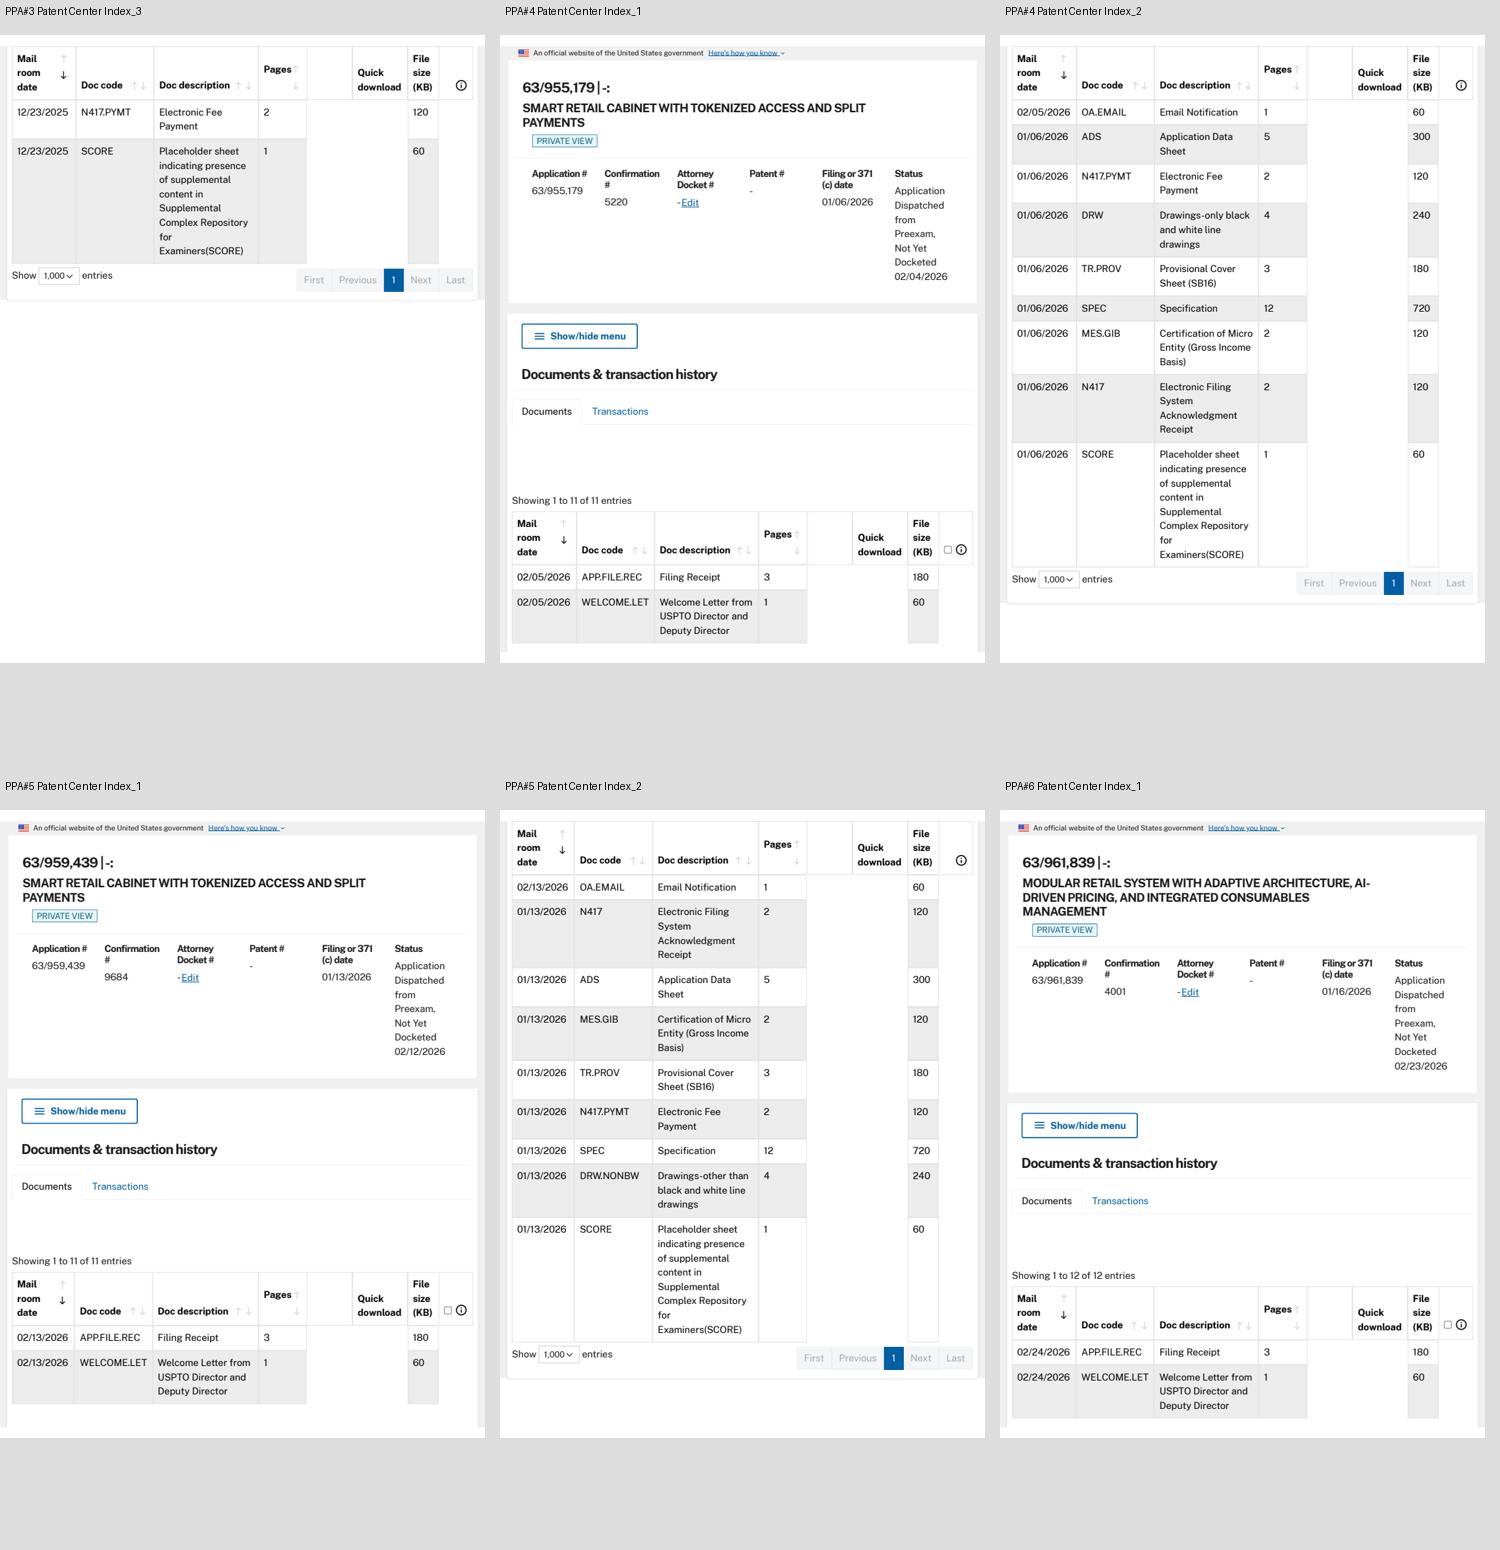 PPA#3 Patent Center Index_3
Mail room date Doc code Doc description Pages Quick download File size (KB)
12/23/2025 N417.PYMT Electronic Fee Payment 2 120
12/23/2025 SCORE Placeholder sheet indicating presence of supplemental content in Supplemental Complex Repository for Examiners(SCORE) 1 60
Show 1,000 entries First Previous 1 Next Last
PPA#4 Patent Center Index_1
An official website of the United States government Here's how you know
63/955,179 | -:
SMART RETAIL CABINET WITH TOKENIZED ACCESS AND SPLIT
PAYMENTS
PRIVATE VIEW
Application # Confirmation # Attorney Docket # Patent # Filing or 371 (c) date Status
63/955,179 5220 - Edit - 01/06/2026 Application Dispatched from Preexam, Not Yet Docketed 02/04/2026
Show/hide menu
Documents & transaction history
Documents Transactions
Showing 1 to 11 of 11 entries
Mail room date Doc code Doc description Pages Quick download File size (KB)
02/05/2026 APP.FILE.REC Filing Receipt 3 180
02/05/2026 WELCOME.LET Welcome Letter from USPTO Director and Deputy Director 1 60
PPA#4 Patent Center Index_2
Mail room date Doc code Doc description Pages Quick download File size (KB)
02/05/2026 OA.EMAIL Email Notification 1 60
01/06/2026 ADS Application Data Sheet 5 300
01/06/2026 N417.PYMT Electronic Fee Payment 2 120
01/06/2026 DRW Drawings-only black and white line drawings 4 240
01/06/2026 TR.PROV Provisional Cover Sheet (SB16) 3 180
01/06/2026 SPEC Specification 12 720
01/06/2026 MES.GIB Certification of Micro Entity (Gross Income Basis) 2 120
01/06/2026 N417 Electronic Filing System Acknowledgment Receipt 2 120
01/06/2026 SCORE Placeholder sheet indicating presence of supplemental content in Supplemental Complex Repository for Examiners(SCORE) 1 60
Show 1,000 entries First Previous 1 Next Last
PPA#5 Patent Center Index_1
An official website of the United States government Here's how you know
63/959,439 | -:
SMART RETAIL CABINET WITH TOKENIZED ACCESS AND SPLIT
PAYMENTS
PRIVATE VIEW
Application # Confirmation # Attorney Docket # Patent # Filing or 371 (c) date Status
63/959,439 9684 - Edit - 01/13/2026 Application Dispatched from Preexam, Not Yet Docketed 02/12/2026
Show/hide menu
Documents & transaction history
Documents Transactions
Showing 1 to 11 of 11 entries
Mail room date Doc code Doc description Pages Quick download File size (KB)
02/13/2026 APP.FILE.REC Filing Receipt 3 180
02/13/2026 WELCOME.LET Welcome Letter from USPTO Director and Deputy Director 1 60
PPA#5 Patent Center Index_2
Mail room date Doc code Doc description Pages Quick download File size (KB)
02/13/2026 OA.EMAIL Email Notification 1 60
01/13/2026 N417 Electronic Filing System Acknowledgment Receipt 2 120
01/13/2026 ADS Application Data Sheet 5 300
01/13/2026 MES.GIB Certification of Micro Entity (Gross Income Basis) 2 120
01/13/2026 TR.PROV Provisional Cover Sheet (SB16) 3 180
01/13/2026 N417.PYMT Electronic Fee Payment 2 120
01/13/2026 SPEC Specification 12 720
01/13/2026 DRW.NONBW Drawings-other than black and white line drawings 4 240
01/13/2026 SCORE Placeholder sheet indicating presence of supplemental content in Supplemental Complex Repository for Examiners(SCORE) 1 60
Show 1,000 entries First Previous 1 Next Last
PPA#6 Patent Center Index_1
An official website of the United States government Here's how you know
63/961,839 | -:
MODULAR RETAIL SYSTEM WITH ADAPTIVE ARCHITECTURE, AI-
DRIVEN PRICING, AND INTEGRATED CONSUMABLES
MANAGEMENT
PRIVATE VIEW
Application # Confirmation # Attorney Docket # Patent # Filing or 371 (c) date Status
63/961,839 4001 - Edit - 01/16/2026 Application Dispatched from Preexam, Not Yet Docketed 02/23/2026
Show/hide menu
Documents & transaction history
Documents Transactions
Showing 1 to 12 of 12 entries
Mail room date Doc code Doc description Pages Quick download File size (KB)
02/24/2026 APP.FILE.REC Filing Receipt 3 180
02/24/2026 WELCOME.LET Welcome Letter from USPTO Director and Deputy Director 1 60